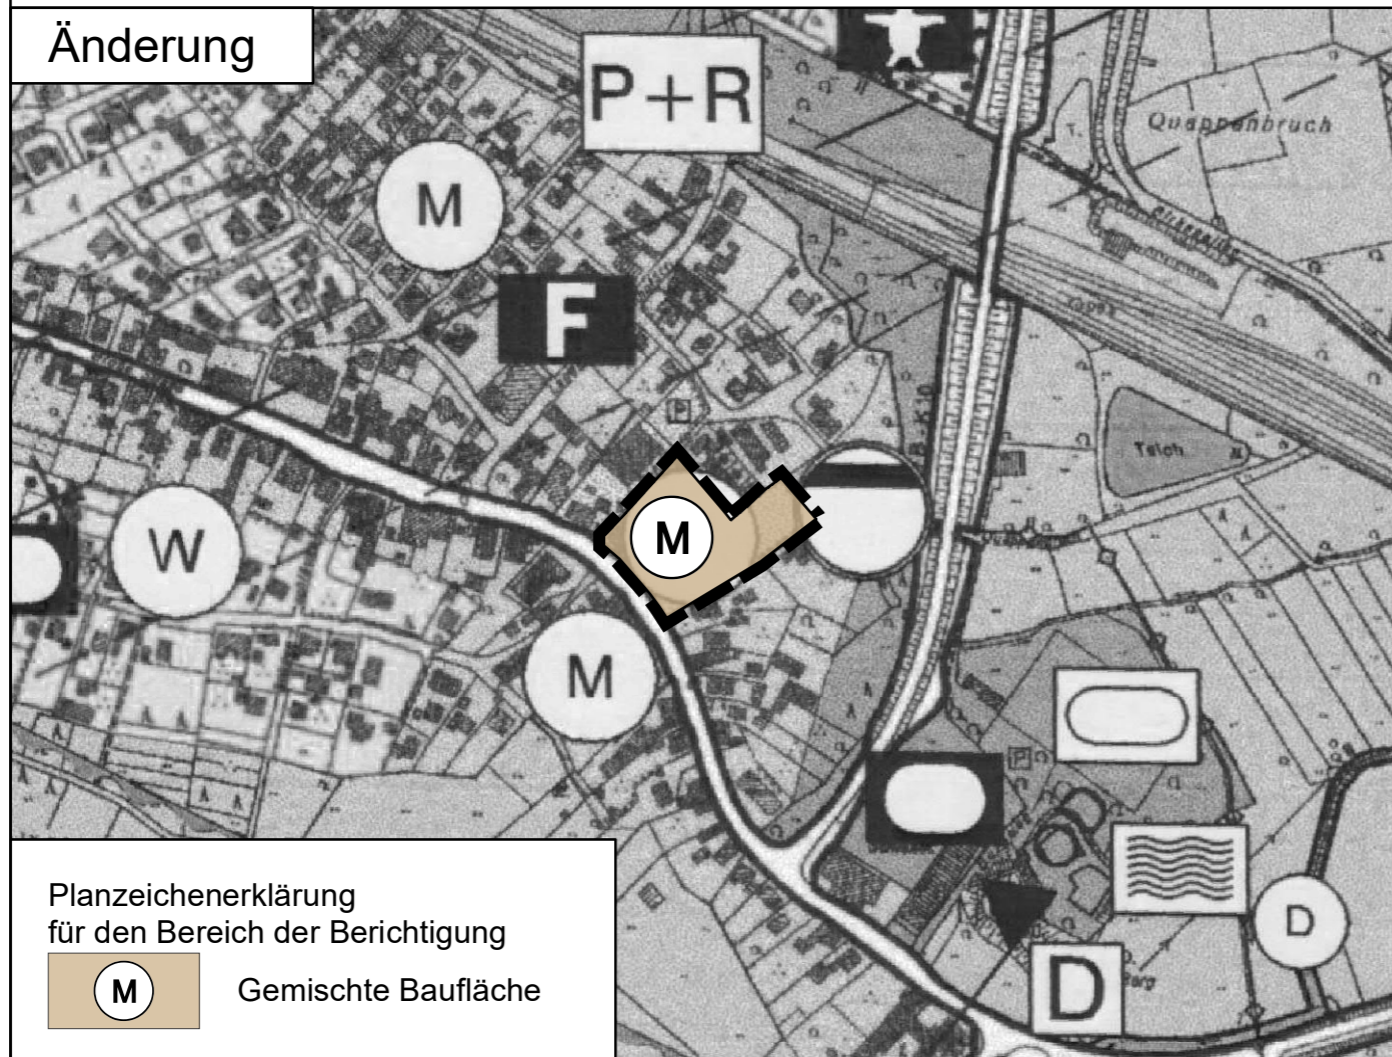 Änderung
P+R
Quappenbruch
M
F
P
Teich
M
W
M
P
D
D
Planzeichenerklärung
für den Bereich der Berichtigung
M
Gemischte Baufläche